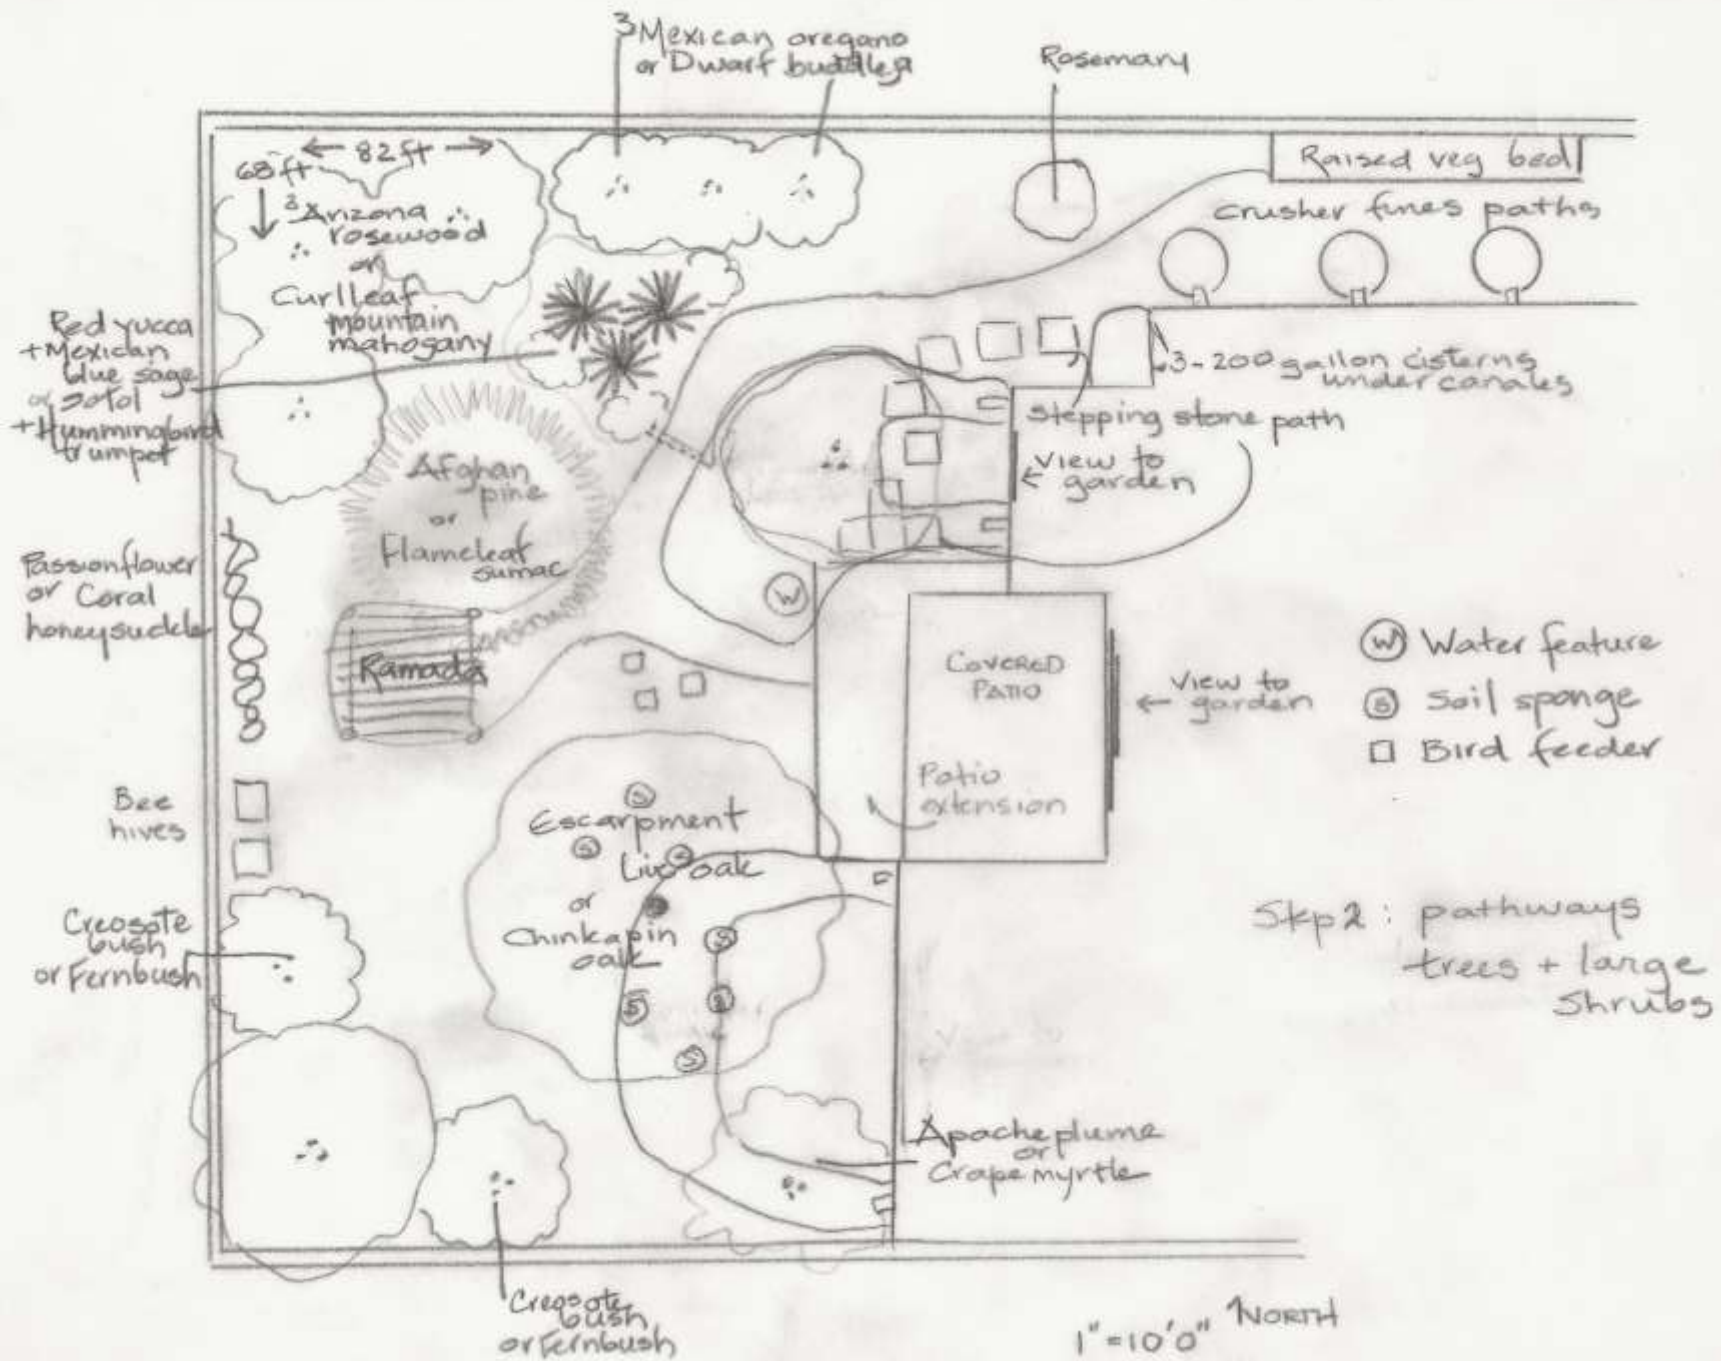 3 Mexican oregano
or Dwarf buddleja
Rosemary
82 ft
68 ft
3 Arizona
rosewood
or
Curlleaf
mountain
mahogany
Raised veg bed
crusher fines paths
Red yucca
+ Mexican
blue sage
or Sotol
+ Hummingbird
trumpet
3-200 gallon cisterns
under canales
Stepping stone path
View to
garden
Afghan
pine
or
Flameleaf
sumac
Passionflower
or Coral
honeysuckle
W
Ramada
COVERED
PATIO
Patio
extension
View to
garden
W Water feature
S Soil sponge
Bird feeder
Bee
hives
S
Escarpment
S
S
Live oak
or
Chinkapin
oak
S
S
S
S
Creosote
bush
or Fernbush
Step 2: pathways
trees + large
Shrubs
Apache plume
or
Crape myrtle
Creosote
bush
or Fernbush
1" = 10'0"
NORTH